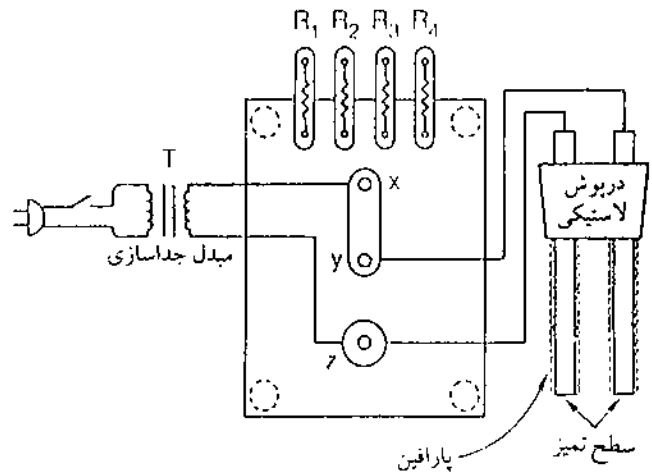 R1 R2 R3 R4
T
x
مبدل جداسازی
y
z
درپوش
لاستیکی
سطح تمیز
پارافین